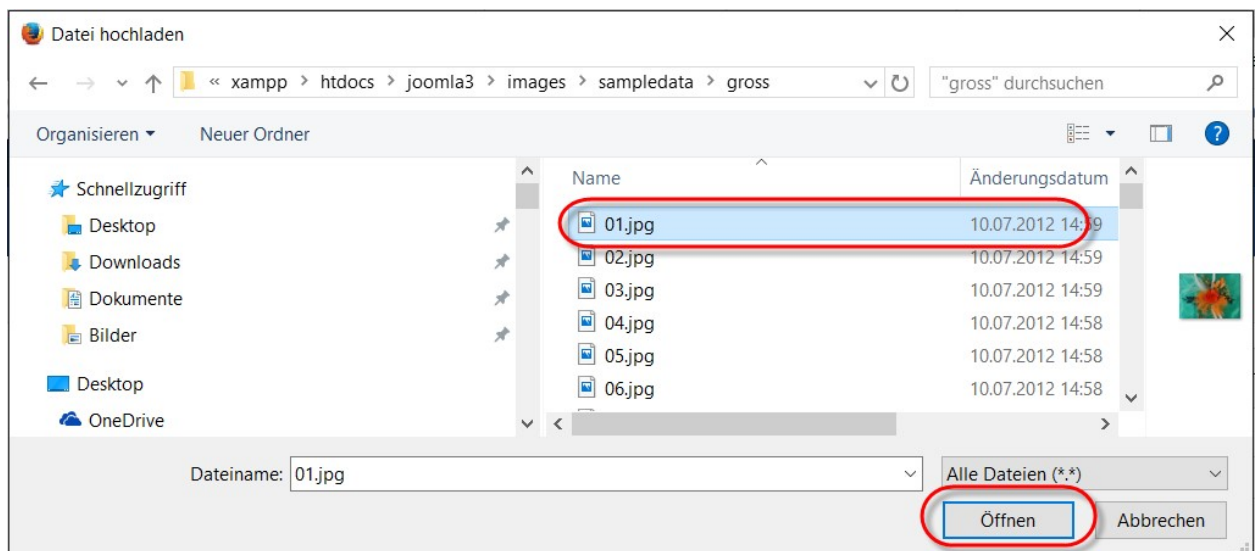 Datei hochladen
« xampp > htdocs > joomla3 > images > sampledata > gross
"gross" durchsuchen
Organisieren
Neuer Ordner
?
Schnellzugriff
Desktop
Downloads
Dokumente
Bilder
Desktop
OneDrive
Name Änderungsdatum
01.jpg 10.07.2012 14:59
02.jpg 10.07.2012 14:59
03.jpg 10.07.2012 14:59
04.jpg 10.07.2012 14:58
05.jpg 10.07.2012 14:58
06.jpg 10.07.2012 14:58
Dateiname: 01.jpg
Alle Dateien (*.*)
Öffnen
Abbrechen